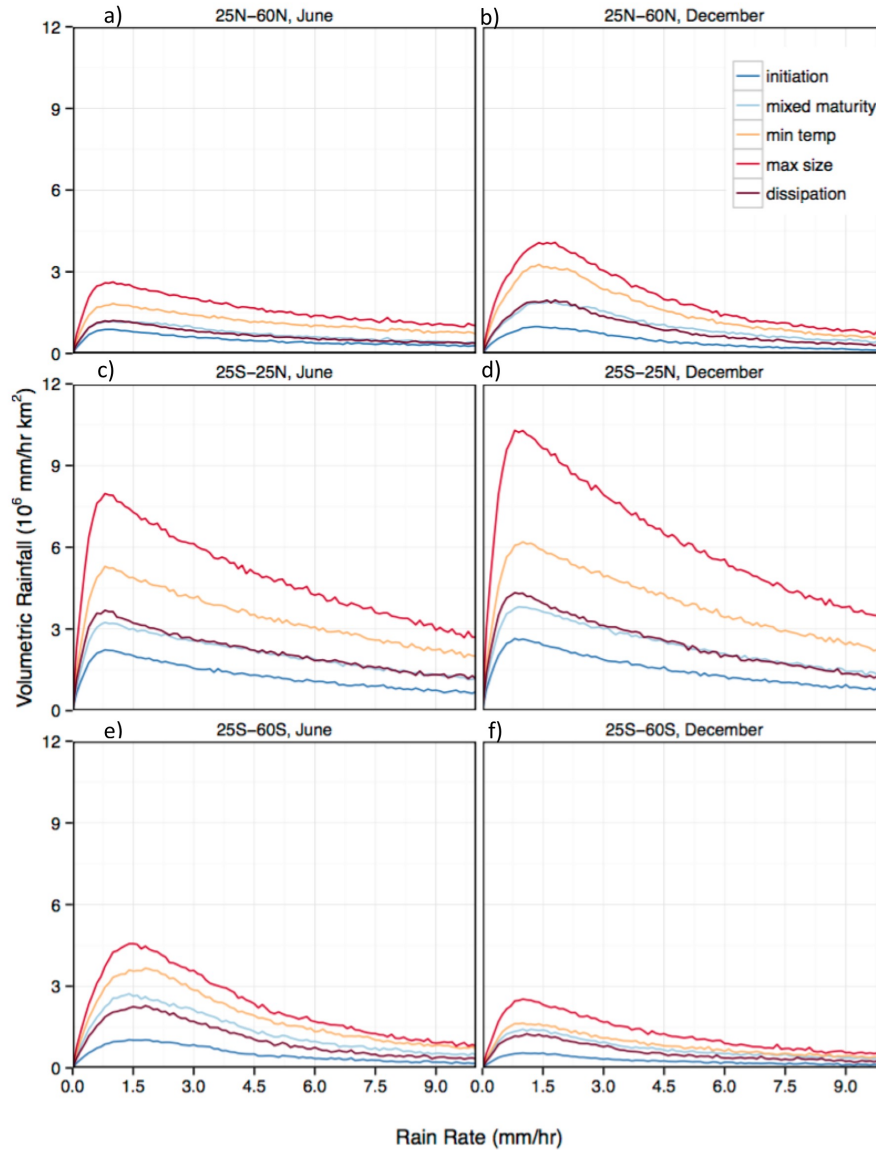 a) 25N−60N, June
b) 25N−60N, December
12
9
6
3
0
initiation
mixed maturity
min temp
max size
dissipation
c) 25S−25N, June
d) 25S−25N, December
12
9
6
3
0
Volumetric Rainfall (10⁶ mm/hr km²)
e) 25S−60S, June
f) 25S−60S, December
12
9
6
3
0
0.0 1.5 3.0 4.5 6.0 7.5 9.0
0.0 1.5 3.0 4.5 6.0 7.5 9.0
Rain Rate (mm/hr)